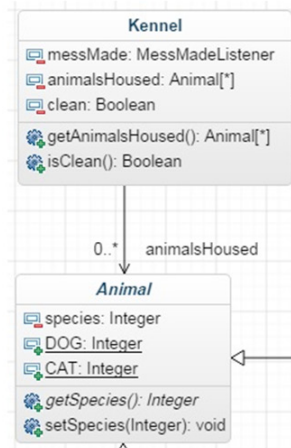 Kennel
messMade: MessMadeListener
animalsHoused: Animal[*]
clean: Boolean
getAnimalsHoused(): Animal[*]
isClean(): Boolean
0..* animalsHoused
Animal
species: Integer
DOG: Integer
CAT: Integer
getSpecies(): Integer
setSpecies(Integer): void